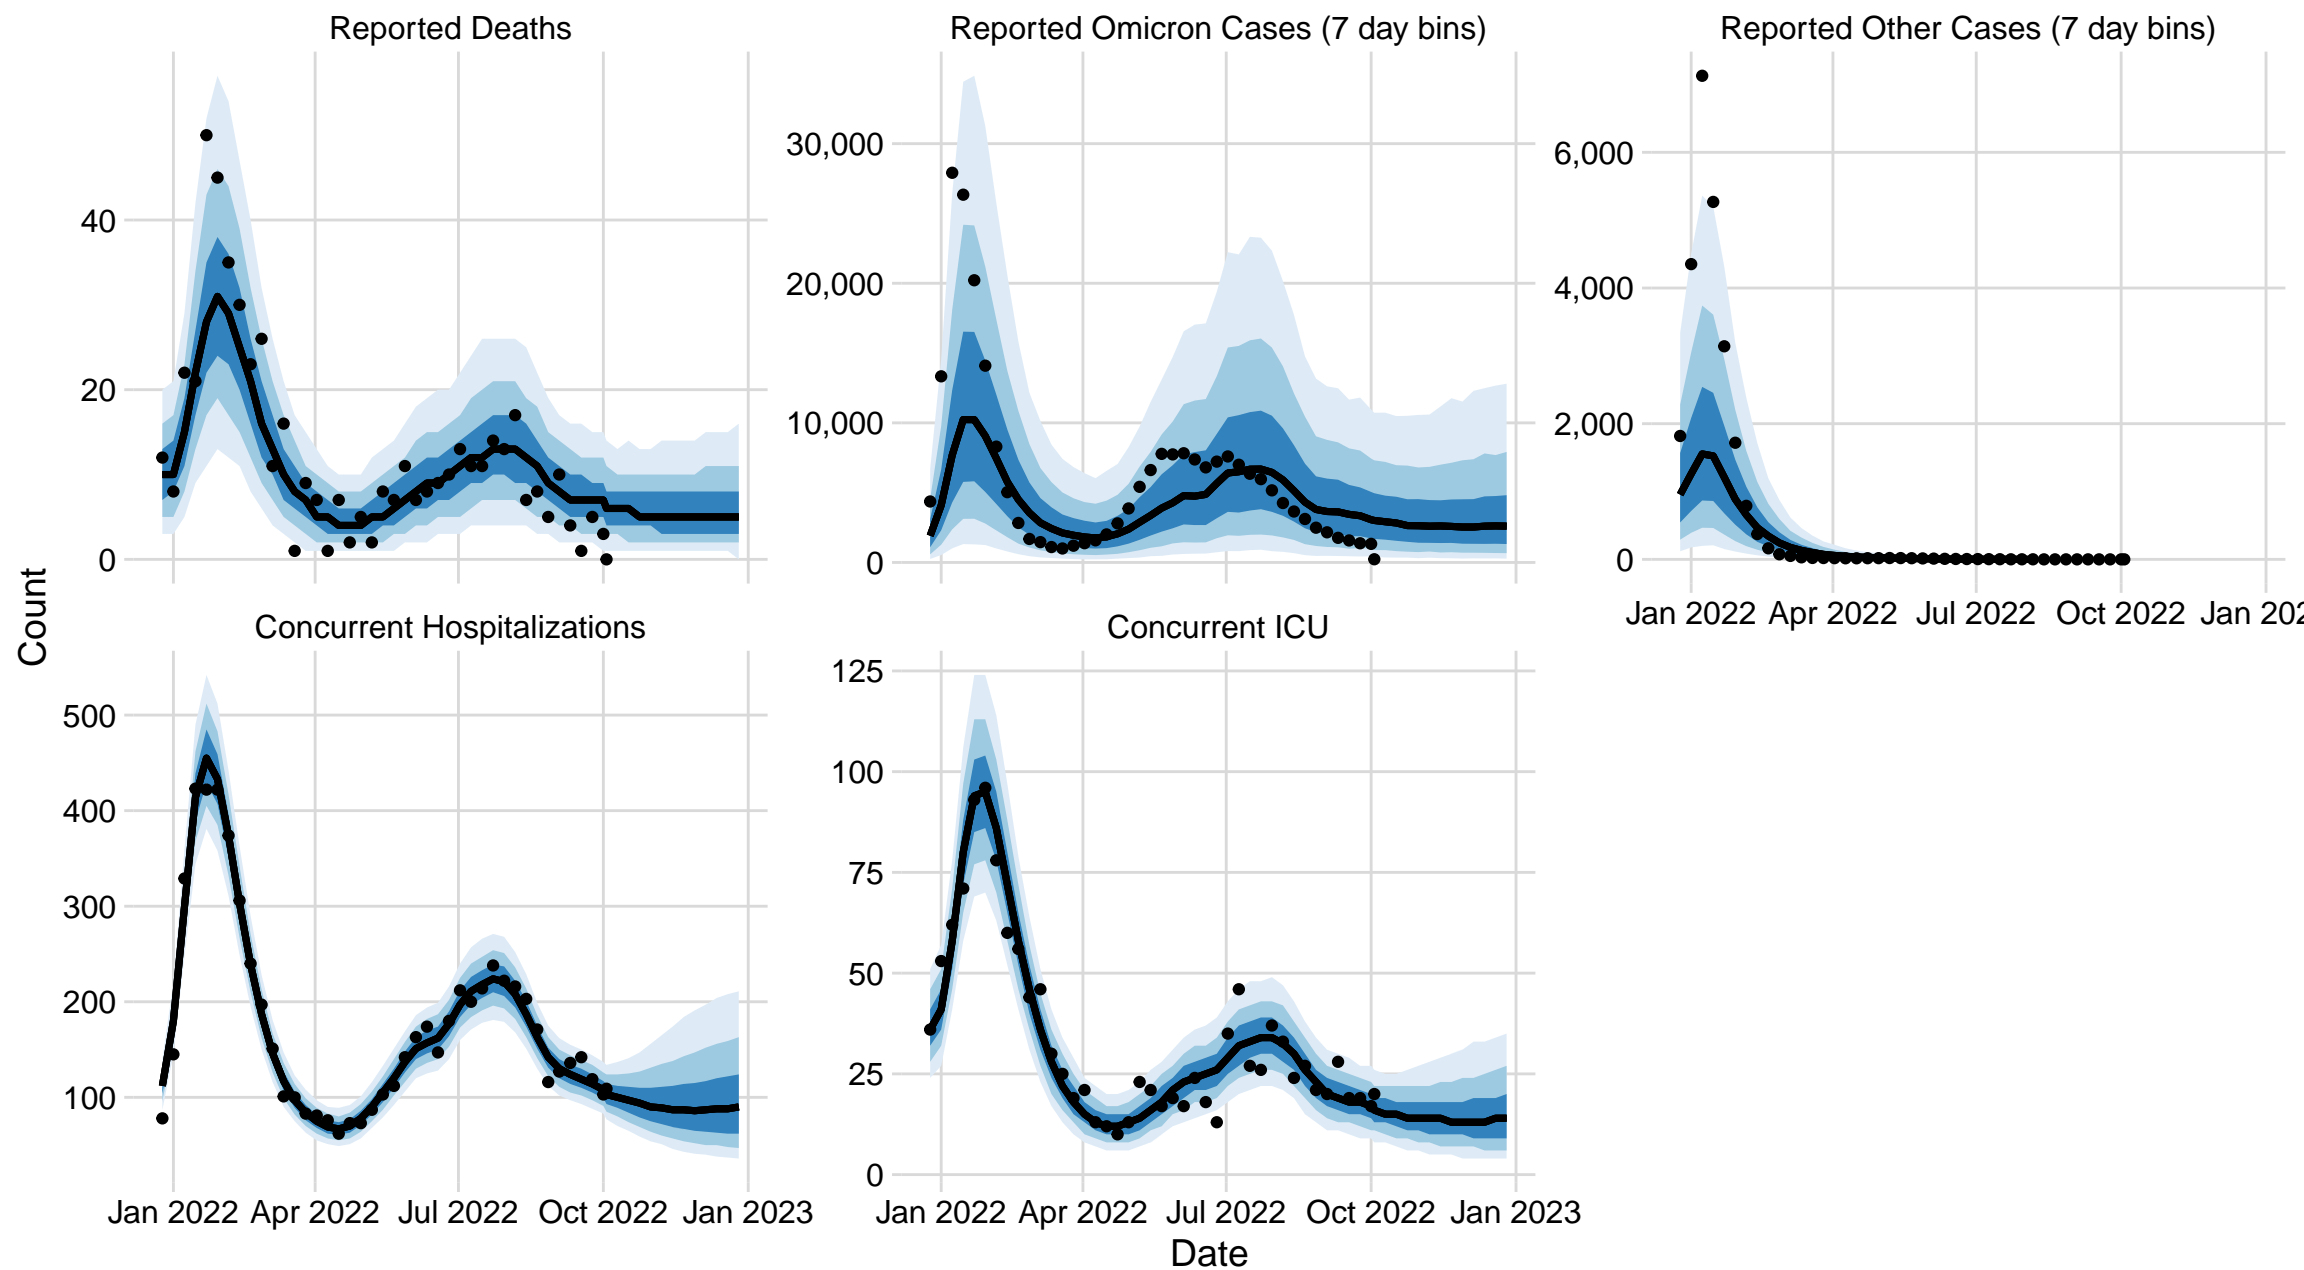 Reported Deaths
Reported Omicron Cases (7 day bins)
Reported Other Cases (7 day bins)
40
20
0
30,000
20,000
10,000
0
6,000
4,000
2,000
0
Jan 2022 Apr 2022 Jul 2022 Oct 2022 Jan 202
Count
Concurrent Hospitalizations
Concurrent ICU
500
400
300
200
100
125
100
75
50
25
0
Jan 2022 Apr 2022 Jul 2022 Oct 2022 Jan 2023
Jan 2022 Apr 2022 Jul 2022 Oct 2022 Jan 2023
Date